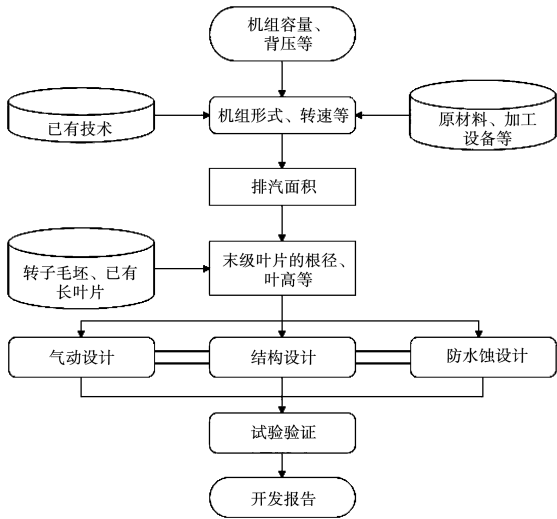 机组容量、
背压等
已有技术
机组形式、转速等
原材料、加工
设备等
排汽面积
转子毛坯、已有
长叶片
末级叶片的根径、
叶高等
气动设计
结构设计
防水蚀设计
试验验证
开发报告